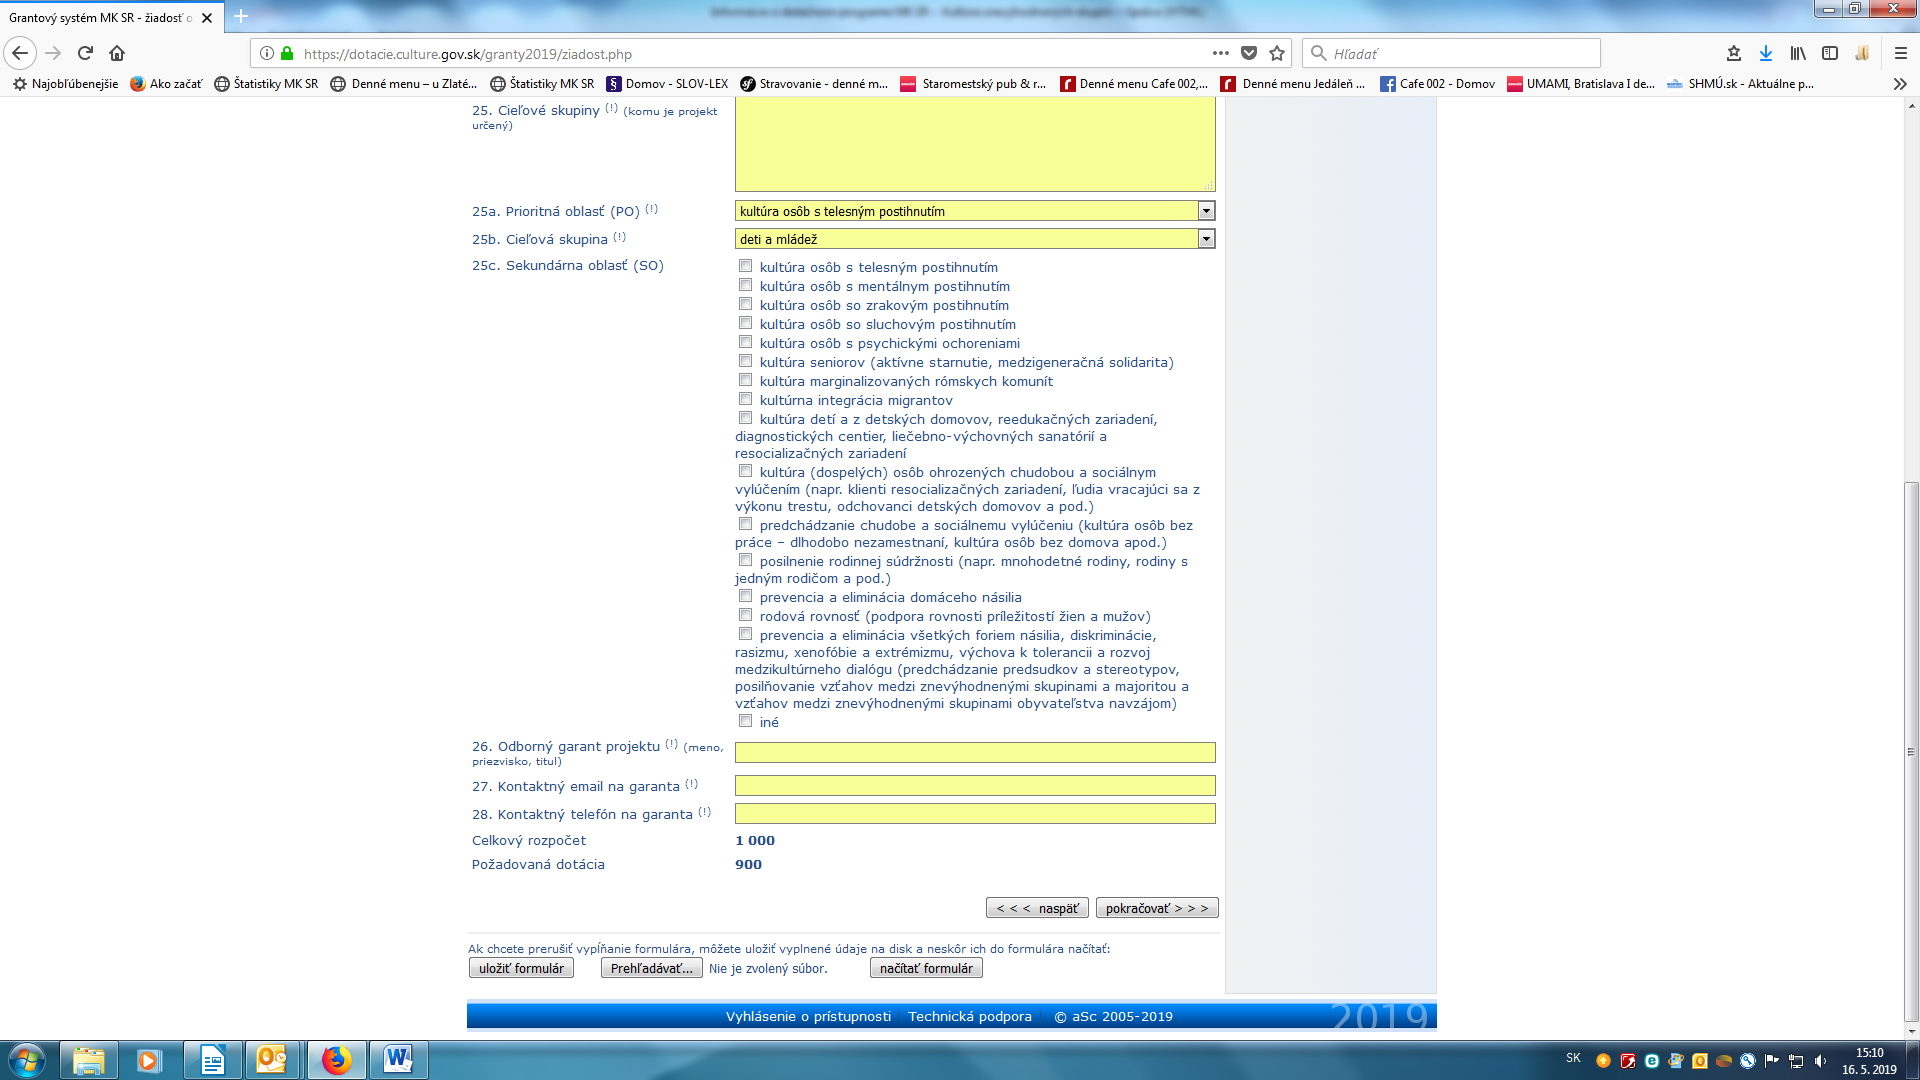 Grantový systém MK SR - žiadosť o
https://dotacie.culture.gov.sk/granty2019/ziadost.php
Hľadať
Najobľúbenejšie
Ako začať
Štatistiky MK SR
Denné menu – u Zlaté...
Štatistiky MK SR
Domov - SLOV-LEX
Stravovanie - denné m...
Staromestský pub & r...
Denné menu Cafe 002,...
Denné menu Jedáleň ...
Cafe 002 - Domov
UMAMI, Bratislava I de...
SHMÚ.sk - Aktuálne p...
25. Cieľové skupiny (!) (komu je projekt
určený)
25a. Prioritná oblasť (PO) (!)
kultúra osôb s telesným postihnutím
25b. Cieľová skupina (!)
deti a mládež
25c. Sekundárna oblasť (SO)
kultúra osôb s telesným postihnutím
kultúra osôb s mentálnym postihnutím
kultúra osôb so zrakovým postihnutím
kultúra osôb so sluchovým postihnutím
kultúra osôb s psychickými ochoreniami
kultúra seniorov (aktívne starnutie, medzigeneračná solidarita)
kultúra marginalizovaných rómskych komunít
kultúrna integrácia migrantov
kultúra detí a z detských domovov, reedukačných zariadení,
diagnostických centier, liečebno-výchovných sanatórií a
resocializačných zariadení
kultúra (dospelých) osôb ohrozených chudobou a sociálnym
vylúčením (napr. klienti resocializačných zariadení, ľudia vracajúci sa z
výkonu trestu, odchovanci detských domovov a pod.)
predchádzanie chudobe a sociálnemu vylúčeniu (kultúra osôb bez
práce – dlhodobo nezamestnaní, kultúra osôb bez domova apod.)
posilnenie rodinnej súdržnosti (napr. mnohodetné rodiny, rodiny s
jedným rodičom a pod.)
prevencia a eliminácia domáceho násilia
rodová rovnosť (podpora rovnosti príležitostí žien a mužov)
prevencia a eliminácia všetkých foriem násilia, diskriminácie,
rasizmu, xenofóbie a extrémizmu, výchova k tolerancii a rozvoj
medzikultúrneho dialógu (predchádzanie predsudkov a stereotypov,
posilňovanie vzťahov medzi znevýhodnenými skupinami a majoritou a
vzťahov medzi znevýhodnenými skupinami obyvateľstva navzájom)
iné
26. Odborný garant projektu (!) (meno,
priezvisko, titul)
27. Kontaktný email na garanta (!)
28. Kontaktný telefón na garanta (!)
Celkový rozpočet
1 000
Požadovaná dotácia
900
< < < naspäť
pokračovať > > >
Ak chcete prerušiť vypĺňanie formulára, môžete uložiť vyplnené údaje na disk a neskôr ich do formulára načítať:
uložiť formulár
Prehľadávať...
Nie je zvolený súbor.
načítať formulár
Vyhlásenie o prístupnosti
Technická podpora
© aSc 2005-2019
2019
SK
15:10
16. 5. 2019